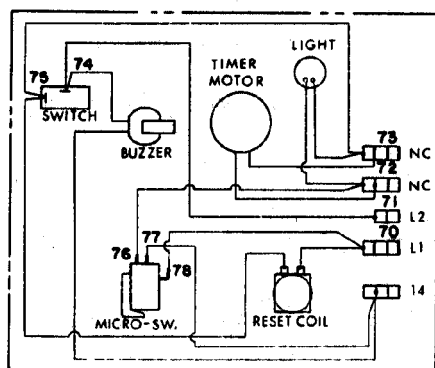 LIGHT
TIMER
MOTOR
75
74
SWITCH
BUZZER
73
NC
72
NC
71
L2
70
L1
76
77
78
14
MICRO-SW.
RESET COIL